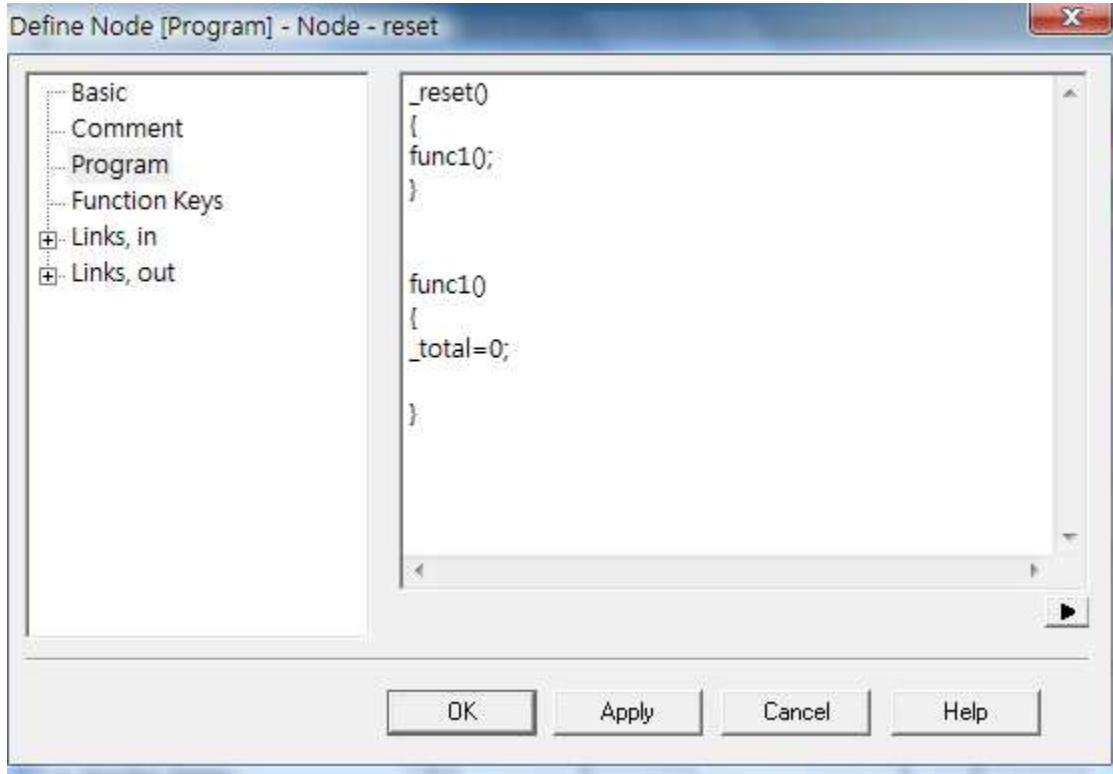 Define Node [Program] - Node - reset
Basic
Comment
Program
Function Keys
Links, in
Links, out
_reset()
{
func1();
}
func1()
{
_total=0;
}
OK
Apply
Cancel
Help